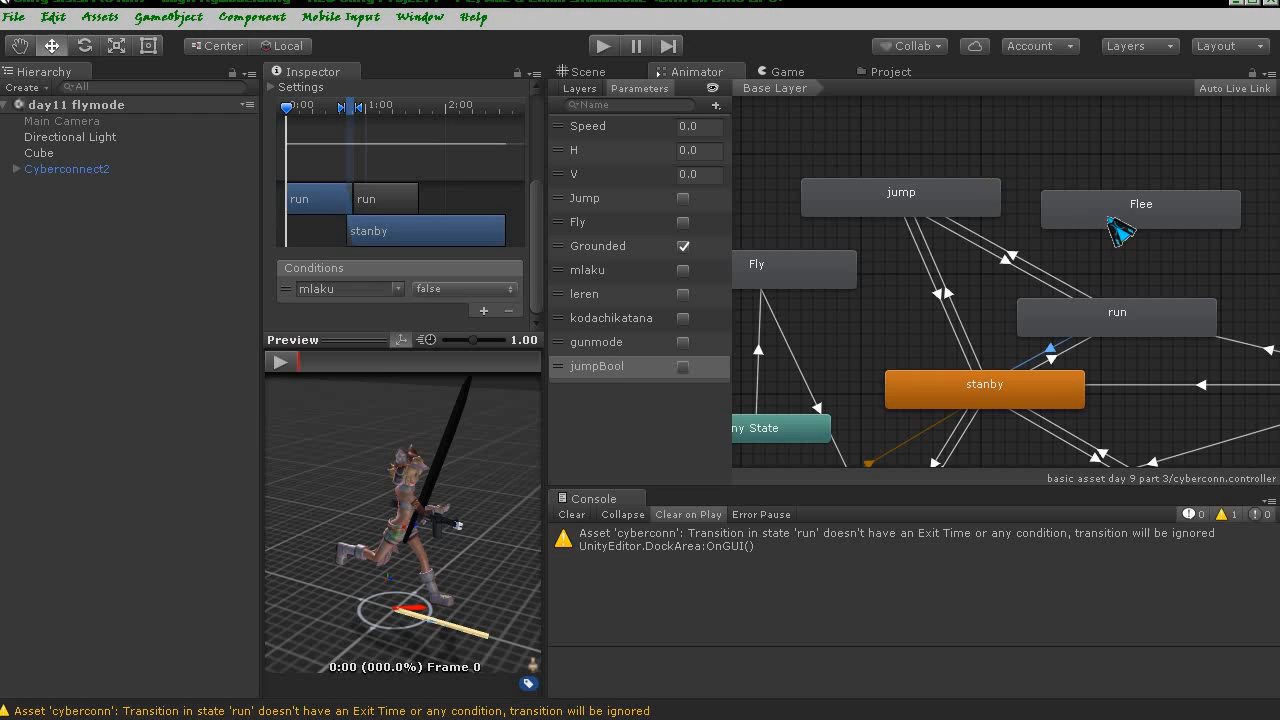 File Edit Assets GameObject Component Mobile Input Window Help
Center Local Collab Account Layers Layout
Hierarchy
Create All
day11 flymode
Main Camera
Directional Light
Cube
Cyberconnect2
Inspector
Settings
0:00 1:00 2:00
run run
stanby
Conditions
mlaku false
Preview 1.00
0:00 (000.0%) Frame 0
Scene Animator Game Project
Layers Parameters Base Layer Auto Live Link
Name
Speed 0.0
H 0.0
V 0.0
Jump
Fly
Grounded
mlaku
leren
kodachikatana
gunmode
jumpBool
jump
Flee
Fly
run
stanby
ny State
basic asset day 9 part 3/cyberconn.controller
Console
Clear Collapse Clear on Play Error Pause 0 1 0
Asset 'cyberconn': Transition in state 'run' doesn't have an Exit Time or any condition, transition will be ignored
UnityEditor.DockArea:OnGUI()
Asset 'cyberconn': Transition in state 'run' doesn't have an Exit Time or any condition, transition will be ignored